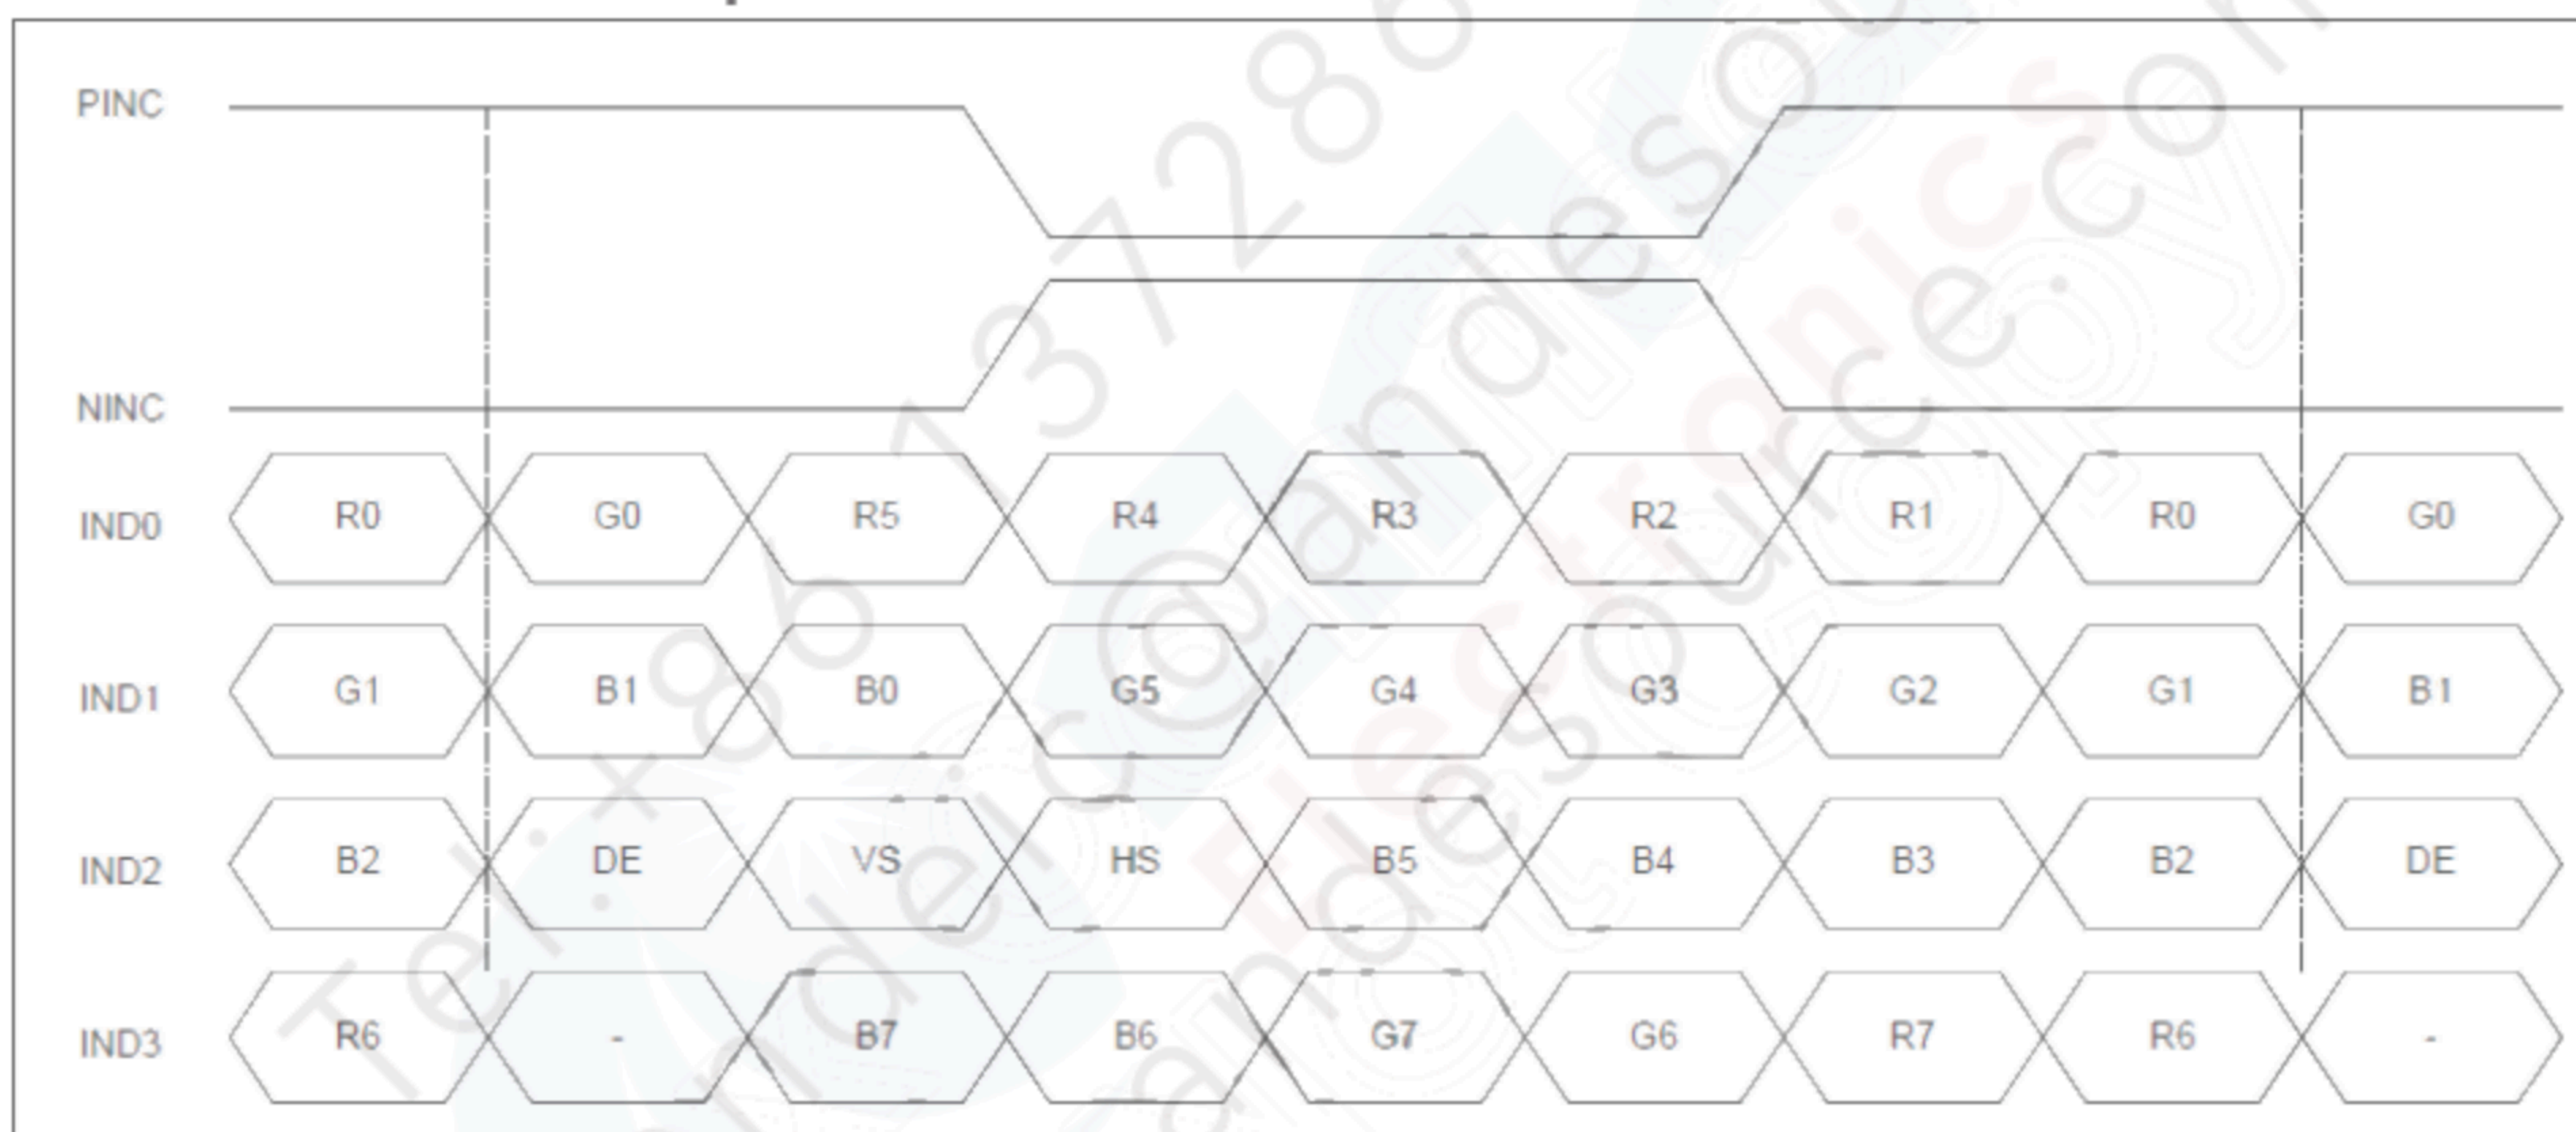 PINC
NINC
IND0 R0 G0 R5 R4 R3 R2 R1 R0 G0
IND1 G1 B1 B0 G5 G4 G3 G2 G1 B1
IND2 B2 DE VS HS B5 B4 B3 B2 DE
IND3 R6 - B7 B6 G7 G6 R7 R6 -
Electronics